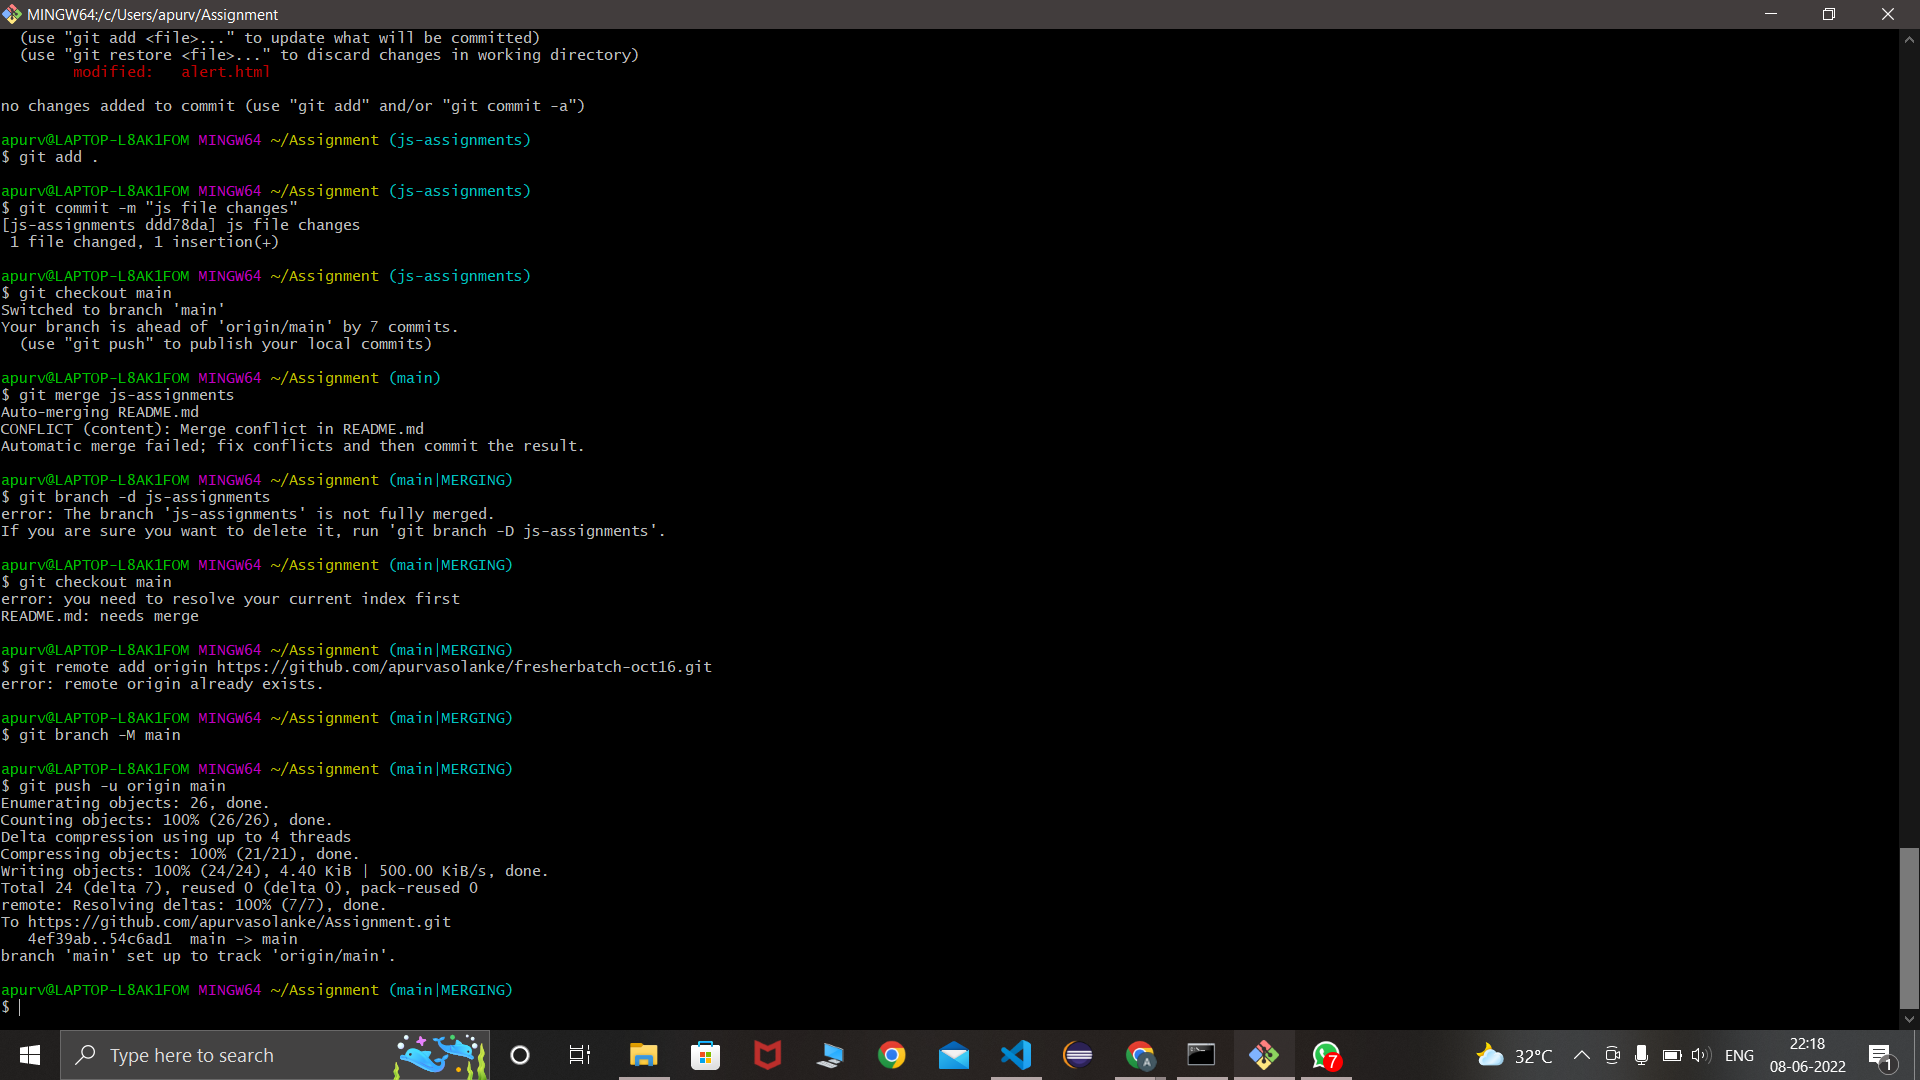 MINGW64:/c/Users/apurv/Assignment
  (use "git add <file>..." to update what will be committed)
  (use "git restore <file>..." to discard changes in working directory)
        modified:   alert.html
no changes added to commit (use "git add" and/or "git commit -a")
apurv@LAPTOP-L8AK1FOM MINGW64 ~/Assignment (js-assignments)
$ git add .
apurv@LAPTOP-L8AK1FOM MINGW64 ~/Assignment (js-assignments)
$ git commit -m "js file changes"
[js-assignments ddd78da] js file changes
 1 file changed, 1 insertion(+)
apurv@LAPTOP-L8AK1FOM MINGW64 ~/Assignment (js-assignments)
$ git checkout main
Switched to branch 'main'
Your branch is ahead of 'origin/main' by 7 commits.
  (use "git push" to publish your local commits)
apurv@LAPTOP-L8AK1FOM MINGW64 ~/Assignment (main)
$ git merge js-assignments
Auto-merging README.md
CONFLICT (content): Merge conflict in README.md
Automatic merge failed; fix conflicts and then commit the result.
apurv@LAPTOP-L8AK1FOM MINGW64 ~/Assignment (main|MERGING)
$ git branch -d js-assignments
error: The branch 'js-assignments' is not fully merged.
If you are sure you want to delete it, run 'git branch -D js-assignments'.
apurv@LAPTOP-L8AK1FOM MINGW64 ~/Assignment (main|MERGING)
$ git checkout main
error: you need to resolve your current index first
README.md: needs merge
apurv@LAPTOP-L8AK1FOM MINGW64 ~/Assignment (main|MERGING)
$ git remote add origin https://github.com/apurvasolanke/fresherbatch-oct16.git
error: remote origin already exists.
apurv@LAPTOP-L8AK1FOM MINGW64 ~/Assignment (main|MERGING)
$ git branch -M main
apurv@LAPTOP-L8AK1FOM MINGW64 ~/Assignment (main|MERGING)
$ git push -u origin main
Enumerating objects: 26, done.
Counting objects: 100% (26/26), done.
Delta compression using up to 4 threads
Compressing objects: 100% (21/21), done.
Writing objects: 100% (24/24), 4.40 KiB | 500.00 KiB/s, done.
Total 24 (delta 7), reused 0 (delta 0), pack-reused 0
remote: Resolving deltas: 100% (7/7), done.
To https://github.com/apurvasolanke/Assignment.git
   4ef39ab..54c6ad1  main -> main
branch 'main' set up to track 'origin/main'.
apurv@LAPTOP-L8AK1FOM MINGW64 ~/Assignment (main|MERGING)
$
Type here to search
A
7
32°C
ENG
22:18
08-06-2022
1